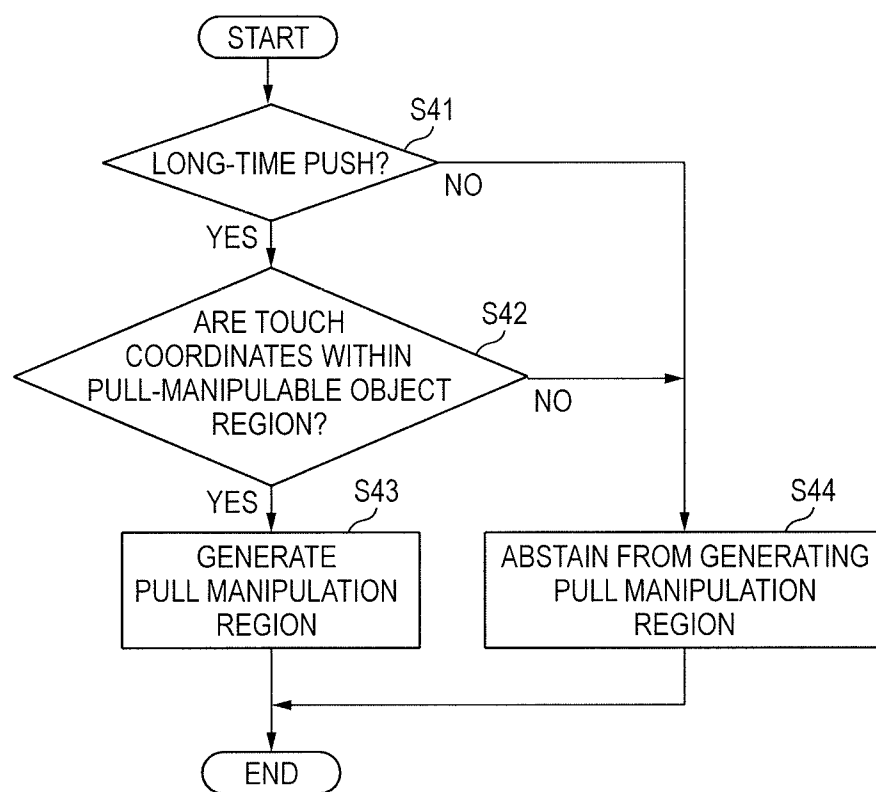 START
S41
LONG-TIME PUSH?
NO
YES
S42
ARE TOUCH
COORDINATES WITHIN
PULL-MANIPULABLE OBJECT
REGION?
NO
YES
S43
GENERATE
PULL MANIPULATION
REGION
S44
ABSTAIN FROM GENERATING
PULL MANIPULATION
REGION
END